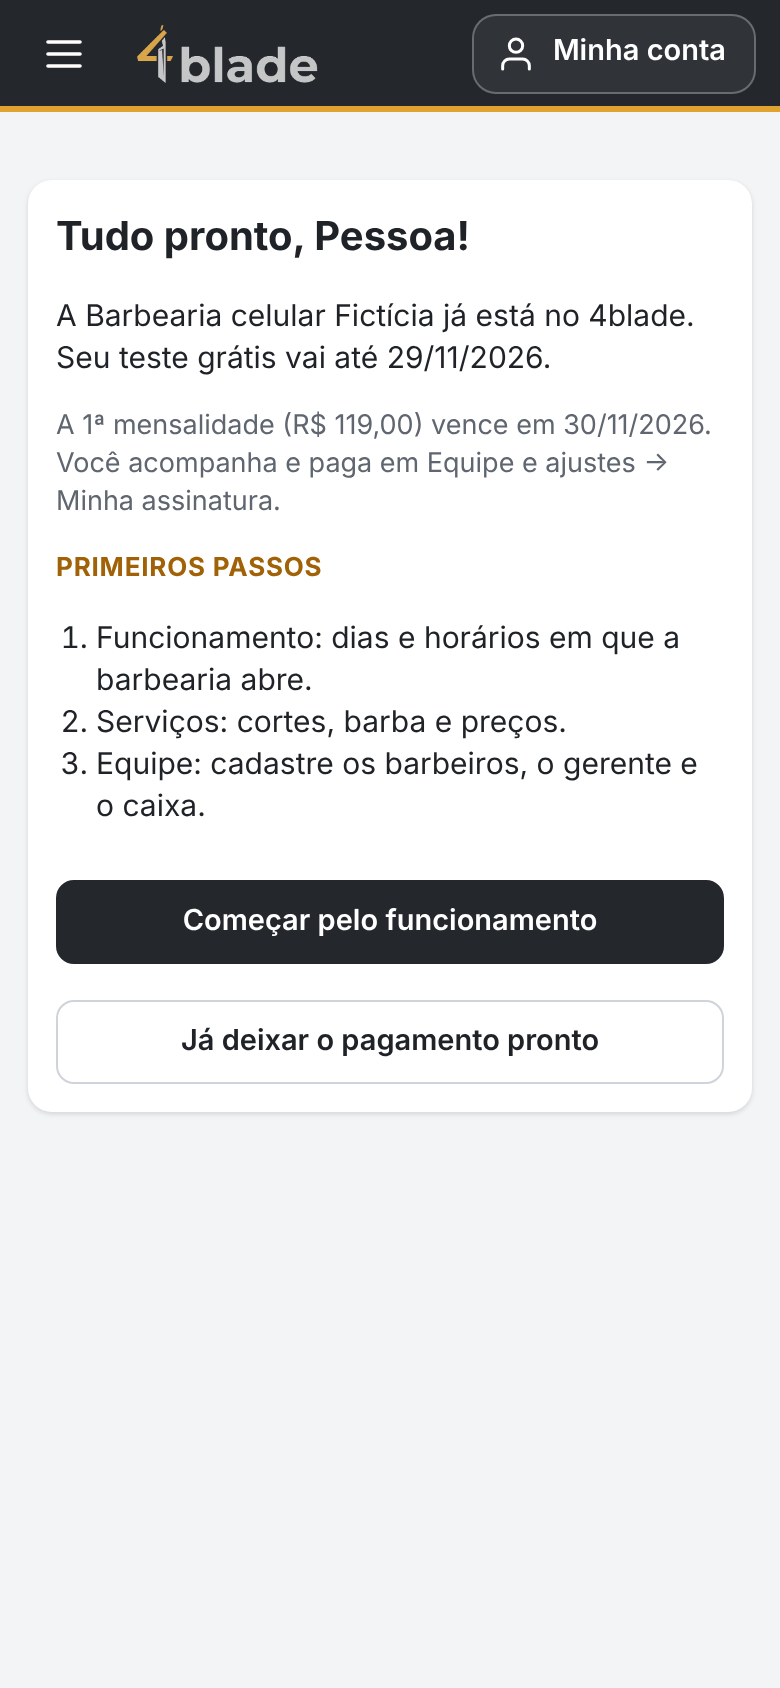 4blade
Minha conta
Tudo pronto, Pessoa!
A Barbearia celular Fictícia já está no 4blade.
Seu teste grátis vai até 29/11/2026.
A 1ª mensalidade (R$ 119,00) vence em 30/11/2026.
Você acompanha e paga em Equipe e ajustes →
Minha assinatura.
PRIMEIROS PASSOS
1. Funcionamento: dias e horários em que a
barbearia abre.
2. Serviços: cortes, barba e preços.
3. Equipe: cadastre os barbeiros, o gerente e
o caixa.
Começar pelo funcionamento
Já deixar o pagamento pronto